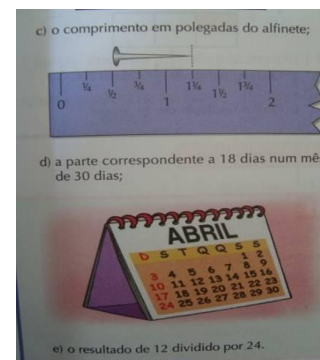 c) o comprimento em polegadas do alfinete;
¼ ½ ¾ 1¼ 1½ 1¾
0 1 2
d) a parte correspondente a 18 dias num mê
de 30 dias;
ABRIL
D S T Q Q S S
1 2
3 4 5 6 7 8 9
10 11 12 13 14 15 16
17 18 19 20 21 22 23
24 25 26 27 28 29 30
e) o resultado de 12 dividido por 24.